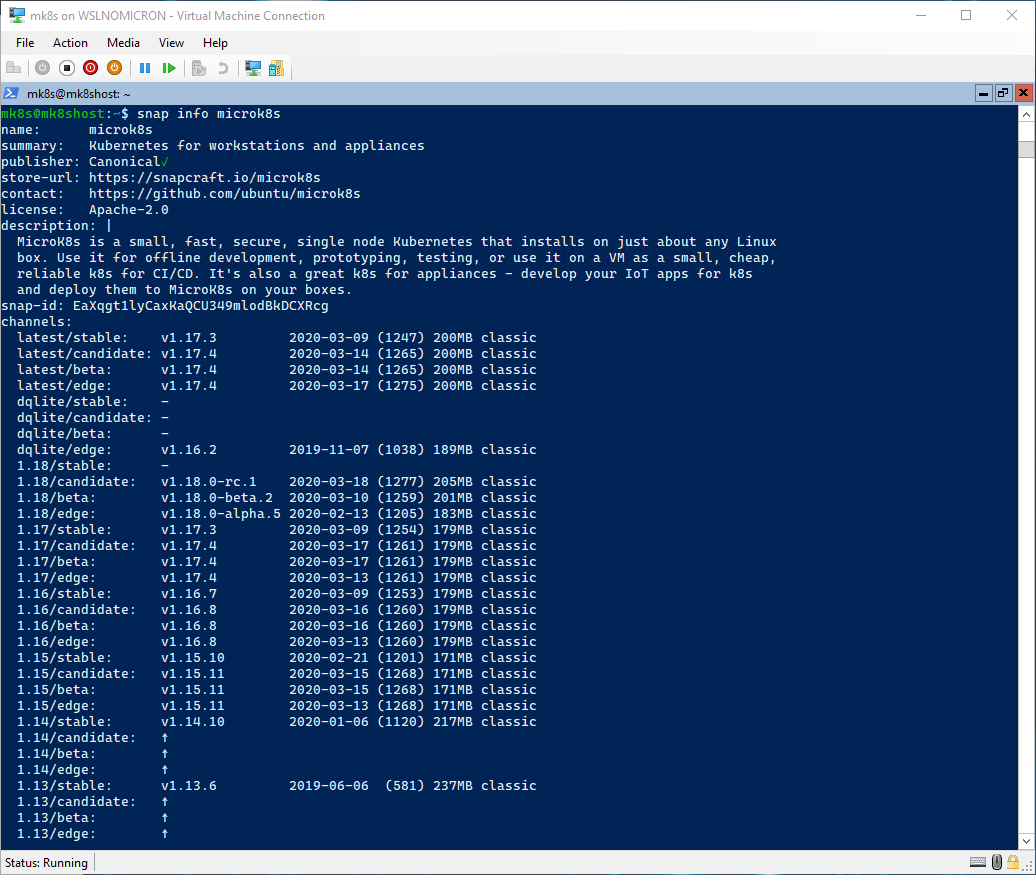 mk8s on WSLNOMICRON - Virtual Machine Connection
File Action Media View Help
mk8s@mk8shost: ~
mk8s@mk8shost:~$ snap info microk8s
name:      microk8s
summary:   Kubernetes for workstations and appliances
publisher: Canonical✓
store-url: https://snapcraft.io/microk8s
contact:   https://github.com/ubuntu/microk8s
license:   Apache-2.0
description: |
  MicroK8s is a small, fast, secure, single node Kubernetes that installs on just about any Linux
  box. Use it for offline development, prototyping, testing, or use it on a VM as a small, cheap,
  reliable k8s for CI/CD. It's also a great k8s for appliances - develop your IoT apps for k8s
  and deploy them to MicroK8s on your boxes.
snap-id: EaXqgt1lyCaxKaQCU349mlodBkDCXRcg
channels:
  latest/stable:    v1.17.3         2020-03-09 (1247) 200MB classic
  latest/candidate: v1.17.4         2020-03-14 (1265) 200MB classic
  latest/beta:      v1.17.4         2020-03-14 (1265) 200MB classic
  latest/edge:      v1.17.4         2020-03-17 (1275) 200MB classic
  dqlite/stable:    –
  dqlite/candidate: –
  dqlite/beta:      –
  dqlite/edge:      v1.16.2         2019-11-07 (1038) 189MB classic
  1.18/stable:      –
  1.18/candidate:   v1.18.0-rc.1    2020-03-18 (1277) 205MB classic
  1.18/beta:        v1.18.0-beta.2  2020-03-10 (1259) 201MB classic
  1.18/edge:        v1.18.0-alpha.5 2020-02-13 (1205) 183MB classic
  1.17/stable:      v1.17.3         2020-03-09 (1254) 179MB classic
  1.17/candidate:   v1.17.4         2020-03-17 (1261) 179MB classic
  1.17/beta:        v1.17.4         2020-03-17 (1261) 179MB classic
  1.17/edge:        v1.17.4         2020-03-13 (1261) 179MB classic
  1.16/stable:      v1.16.7         2020-03-09 (1253) 179MB classic
  1.16/candidate:   v1.16.8         2020-03-16 (1260) 179MB classic
  1.16/beta:        v1.16.8         2020-03-16 (1260) 179MB classic
  1.16/edge:        v1.16.8         2020-03-13 (1260) 179MB classic
  1.15/stable:      v1.15.10        2020-02-21 (1201) 171MB classic
  1.15/candidate:   v1.15.11        2020-03-15 (1268) 171MB classic
  1.15/beta:        v1.15.11        2020-03-15 (1268) 171MB classic
  1.15/edge:        v1.15.11        2020-03-13 (1268) 171MB classic
  1.14/stable:      v1.14.10        2020-01-06 (1120) 217MB classic
  1.14/candidate:   ↑
  1.14/beta:        ↑
  1.14/edge:        ↑
  1.13/stable:      v1.13.6         2019-06-06  (581) 237MB classic
  1.13/candidate:   ↑
  1.13/beta:        ↑
  1.13/edge:        ↑
Status: Running